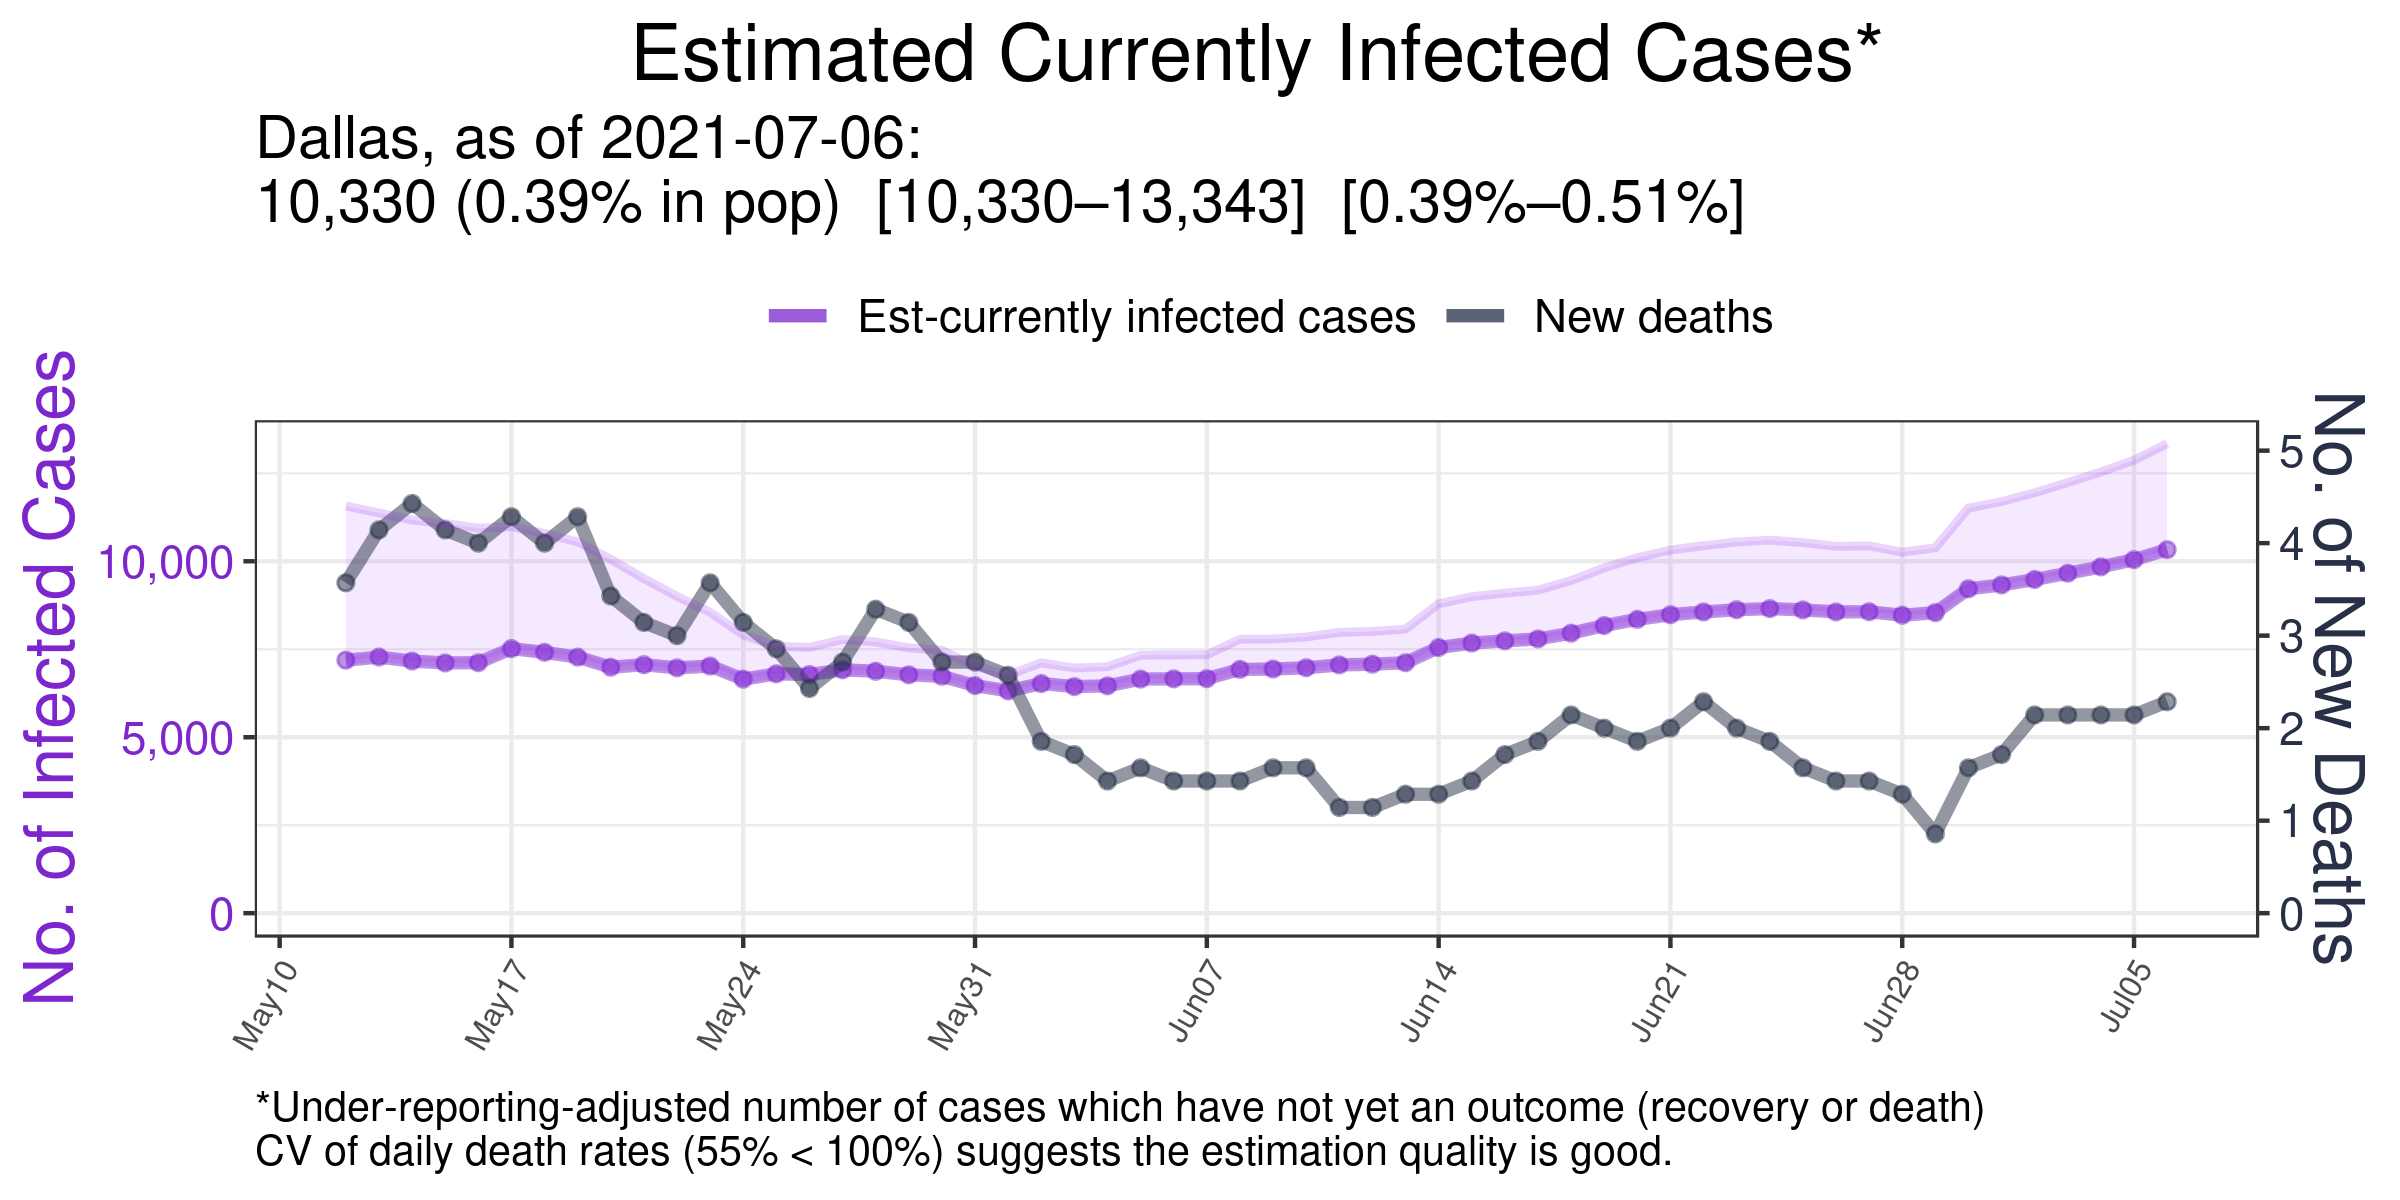 Estimated Currently Infected Cases*
Dallas, as of 2021-07-06:
10,330 (0.39% in pop)  [10,330–13,343]  [0.39%–0.51%]
Est-currently infected cases
New deaths
No. of Infected Cases
10,000
5,000
0
No. of New Deaths
5
4
3
2
1
0
May10
May17
May24
May31
Jun07
Jun14
Jun21
Jun28
Jul05
*Under-reporting-adjusted number of cases which have not yet an outcome (recovery or death)
CV of daily death rates (55% < 100%) suggests the estimation quality is good.